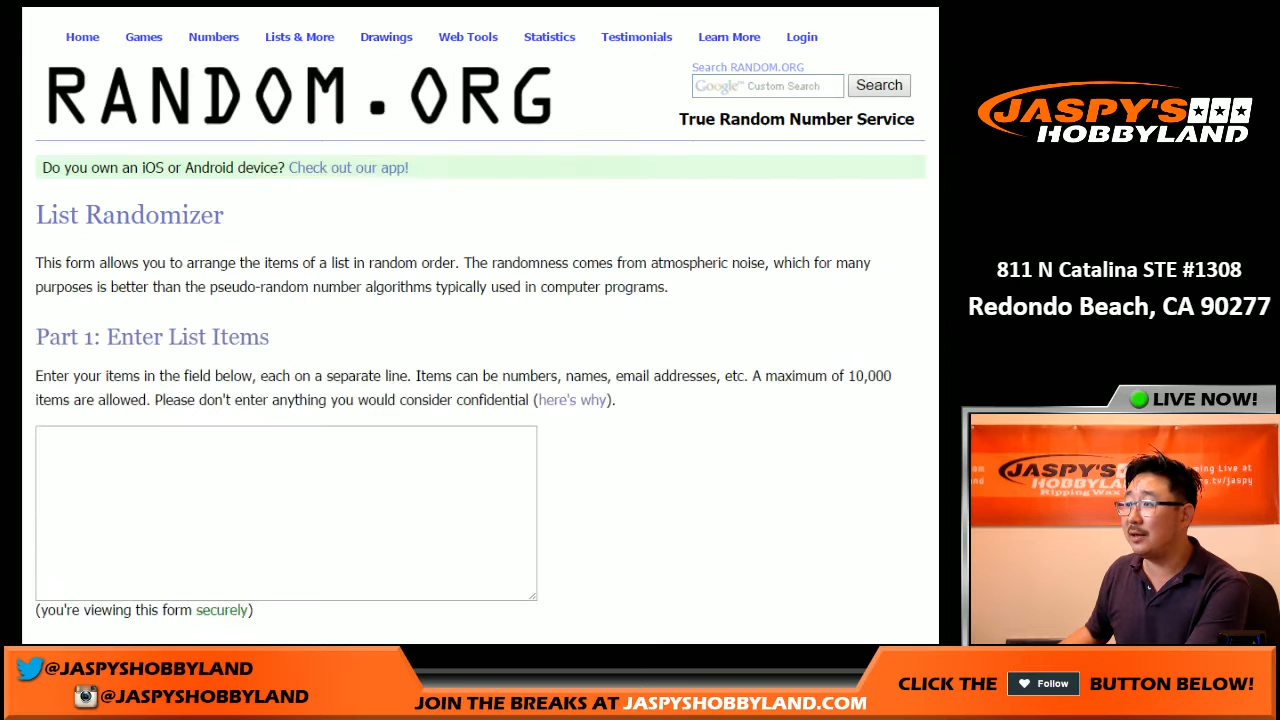 Home Games Numbers Lists & More Drawings Web Tools Statistics Testimonials Learn More Login
RANDOM.ORG
Search RANDOM.ORG
Google™ Custom Search Search
True Random Number Service
Do you own an iOS or Android device? Check out our app!
List Randomizer
This form allows you to arrange the items of a list in random order. The randomness comes from atmospheric noise, which for many
purposes is better than the pseudo-random number algorithms typically used in computer programs.
Part 1: Enter List Items
Enter your items in the field below, each on a separate line. Items can be numbers, names, email addresses, etc. A maximum of 10,000
items are allowed. Please don't enter anything you would consider confidential (here's why).
(you're viewing this form securely)
JASPY'S
HOBBYLAND
811 N Catalina STE #1308
Redondo Beach, CA 90277
LIVE NOW!
JASPY'S
HOBBYLAND
Ripping Wax
@JASPYSHOBBYLAND
@JASPYSHOBBYLAND
JOIN THE BREAKS AT JASPYSHOBBYLAND.COM
CLICK THE Follow BUTTON BELOW!